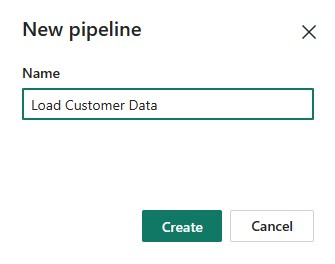 New pipeline
Name
Load Customer Data
Create
Cancel